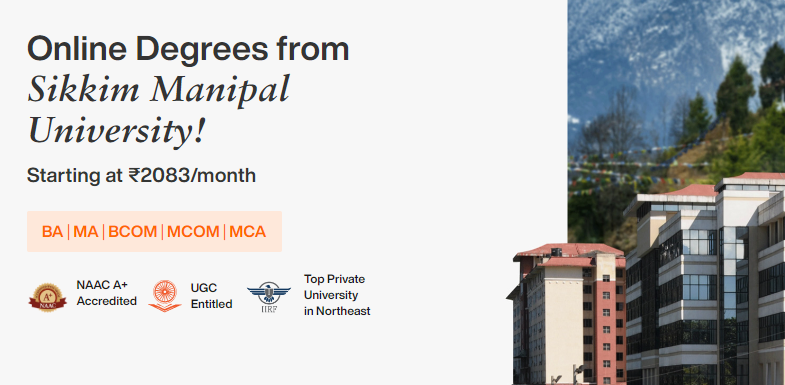 Online Degrees from
Sikkim Manipal
University!
Starting at ₹2083/month
BA | MA | BCOM | MCOM | MCA
A+
NAAC
NAAC A+
Accredited
UGC
Entitled
IIRF
Top Private
University
in Northeast